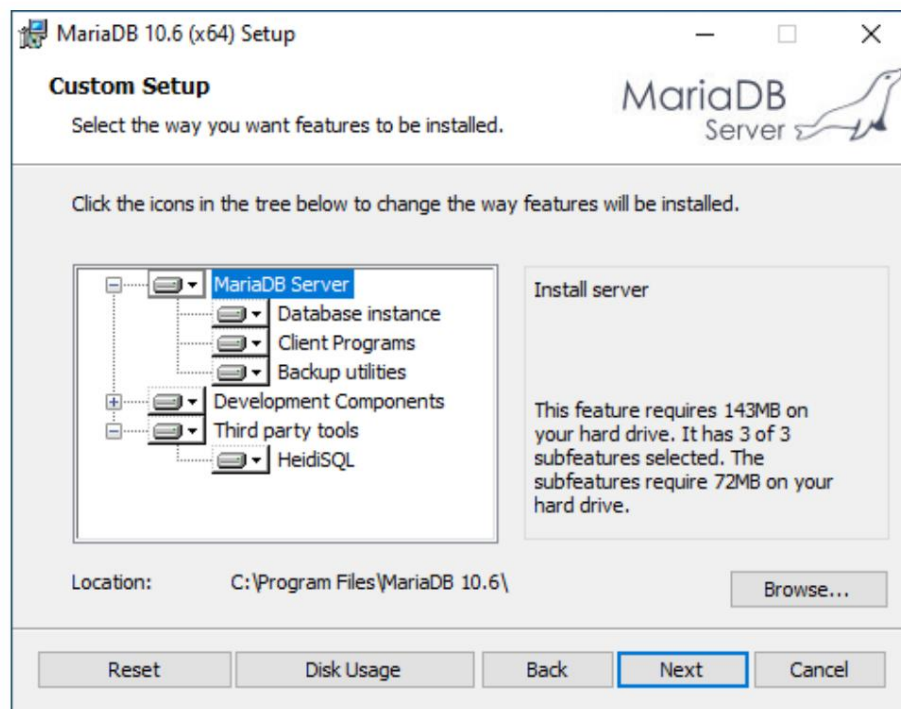 MariaDB 10.6 (x64) Setup
Custom Setup
Select the way you want features to be installed.
MariaDB
Server
Click the icons in the tree below to change the way features will be installed.
MariaDB Server
Database instance
Client Programs
Backup utilities
Development Components
Third party tools
HeidiSQL
Install server
This feature requires 143MB on
your hard drive. It has 3 of 3
subfeatures selected. The
subfeatures require 72MB on your
hard drive.
Location: C:\Program Files\MariaDB 10.6\
Browse...
Reset Disk Usage Back Next Cancel